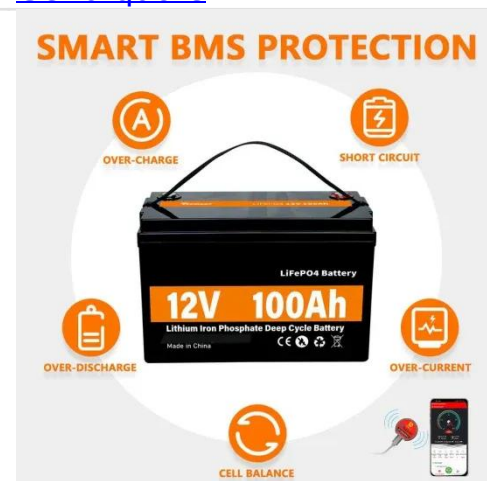 SMART BMS PROTECTION
OVER-CHARGE
SHORT CIRCUIT
LiFePO4 Battery
12V 100Ah
Lithium Iron Phosphate Deep Cycle Battery
Made in China
CE
OVER-DISCHARGE
OVER-CURRENT
CELL BALANCE